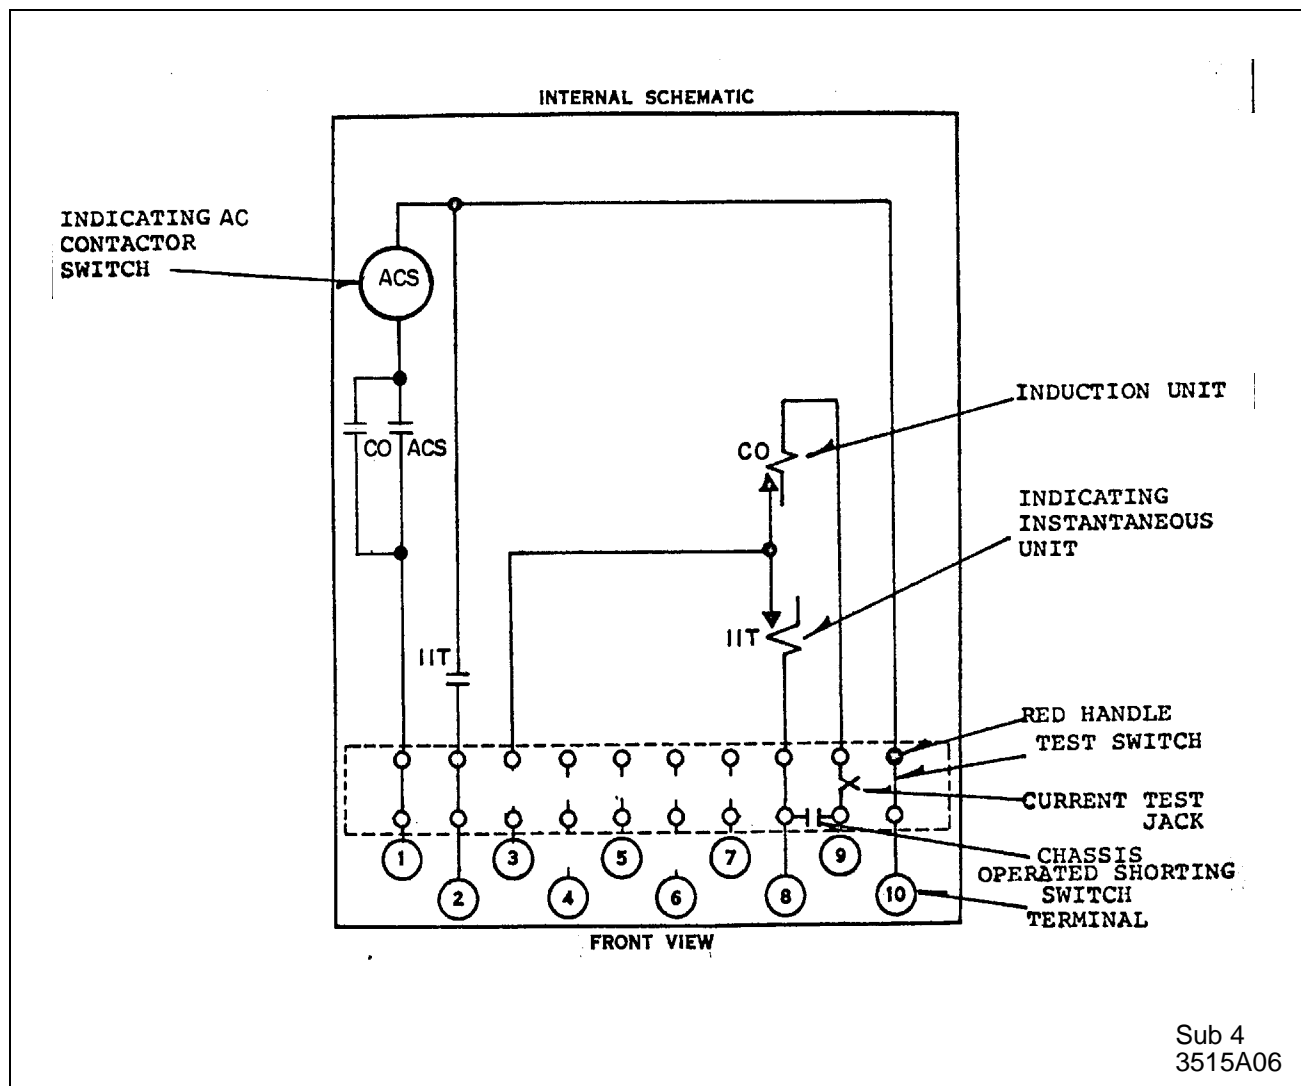 INTERNAL SCHEMATIC
INDICATING AC
CONTACTOR
SWITCH
ACS
CO
ACS
IIT
CO
INDUCTION UNIT
INDICATING
INSTANTANEOUS
UNIT
IIT
RED HANDLE
TEST SWITCH
CURRENT TEST
JACK
CHASSIS
OPERATED SHORTING
SWITCH
TERMINAL
1
2
3
4
5
6
7
8
9
10
FRONT VIEW
Sub 4
3515A06